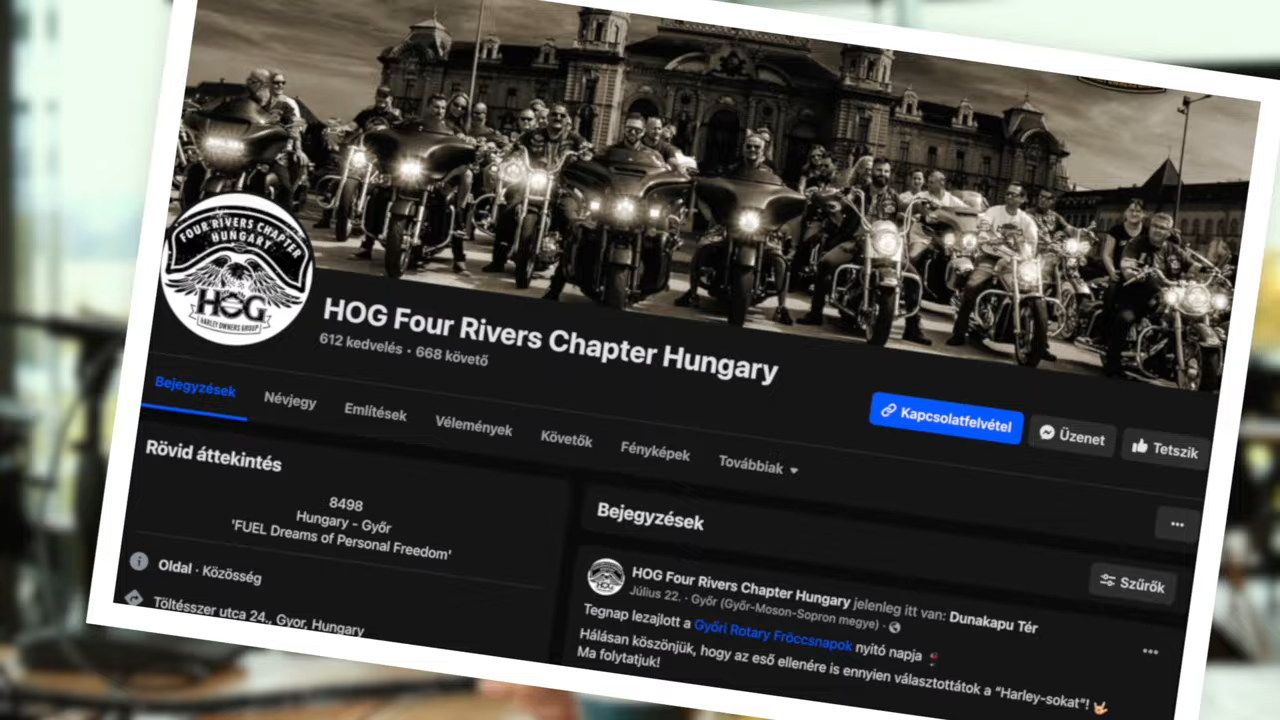 FOUR RIVERS CHAPTER
HUNGARY
HOG
HARLEY OWNERS GROUP
HOG Four Rivers Chapter Hungary
612 kedvelés • 668 követő
Kapcsolatfelvétel
Üzenet
Tetszik
Bejegyzések
Névjegy
Említések
Vélemények
Követők
Fényképek
Továbbiak
Rövid áttekintés
8498
Hungary - Győr
'FUEL Dreams of Personal Freedom'
Oldal · Közösség
Töltésszer utca 24., Gyor, Hungary
Bejegyzések
Szűrők
HOG Four Rivers Chapter Hungary jelenleg itt van: Dunakapu Tér
Július 22. · Győr (Győr-Moson-Sopron megye) ·
Tegnap lezajlott a Győri Rotary Fröccsnapok nyitó napja
Hálásan köszönjük, hogy az eső ellenére is ennyien választottátok a “Harley-sokat”!
Ma folytatjuk!